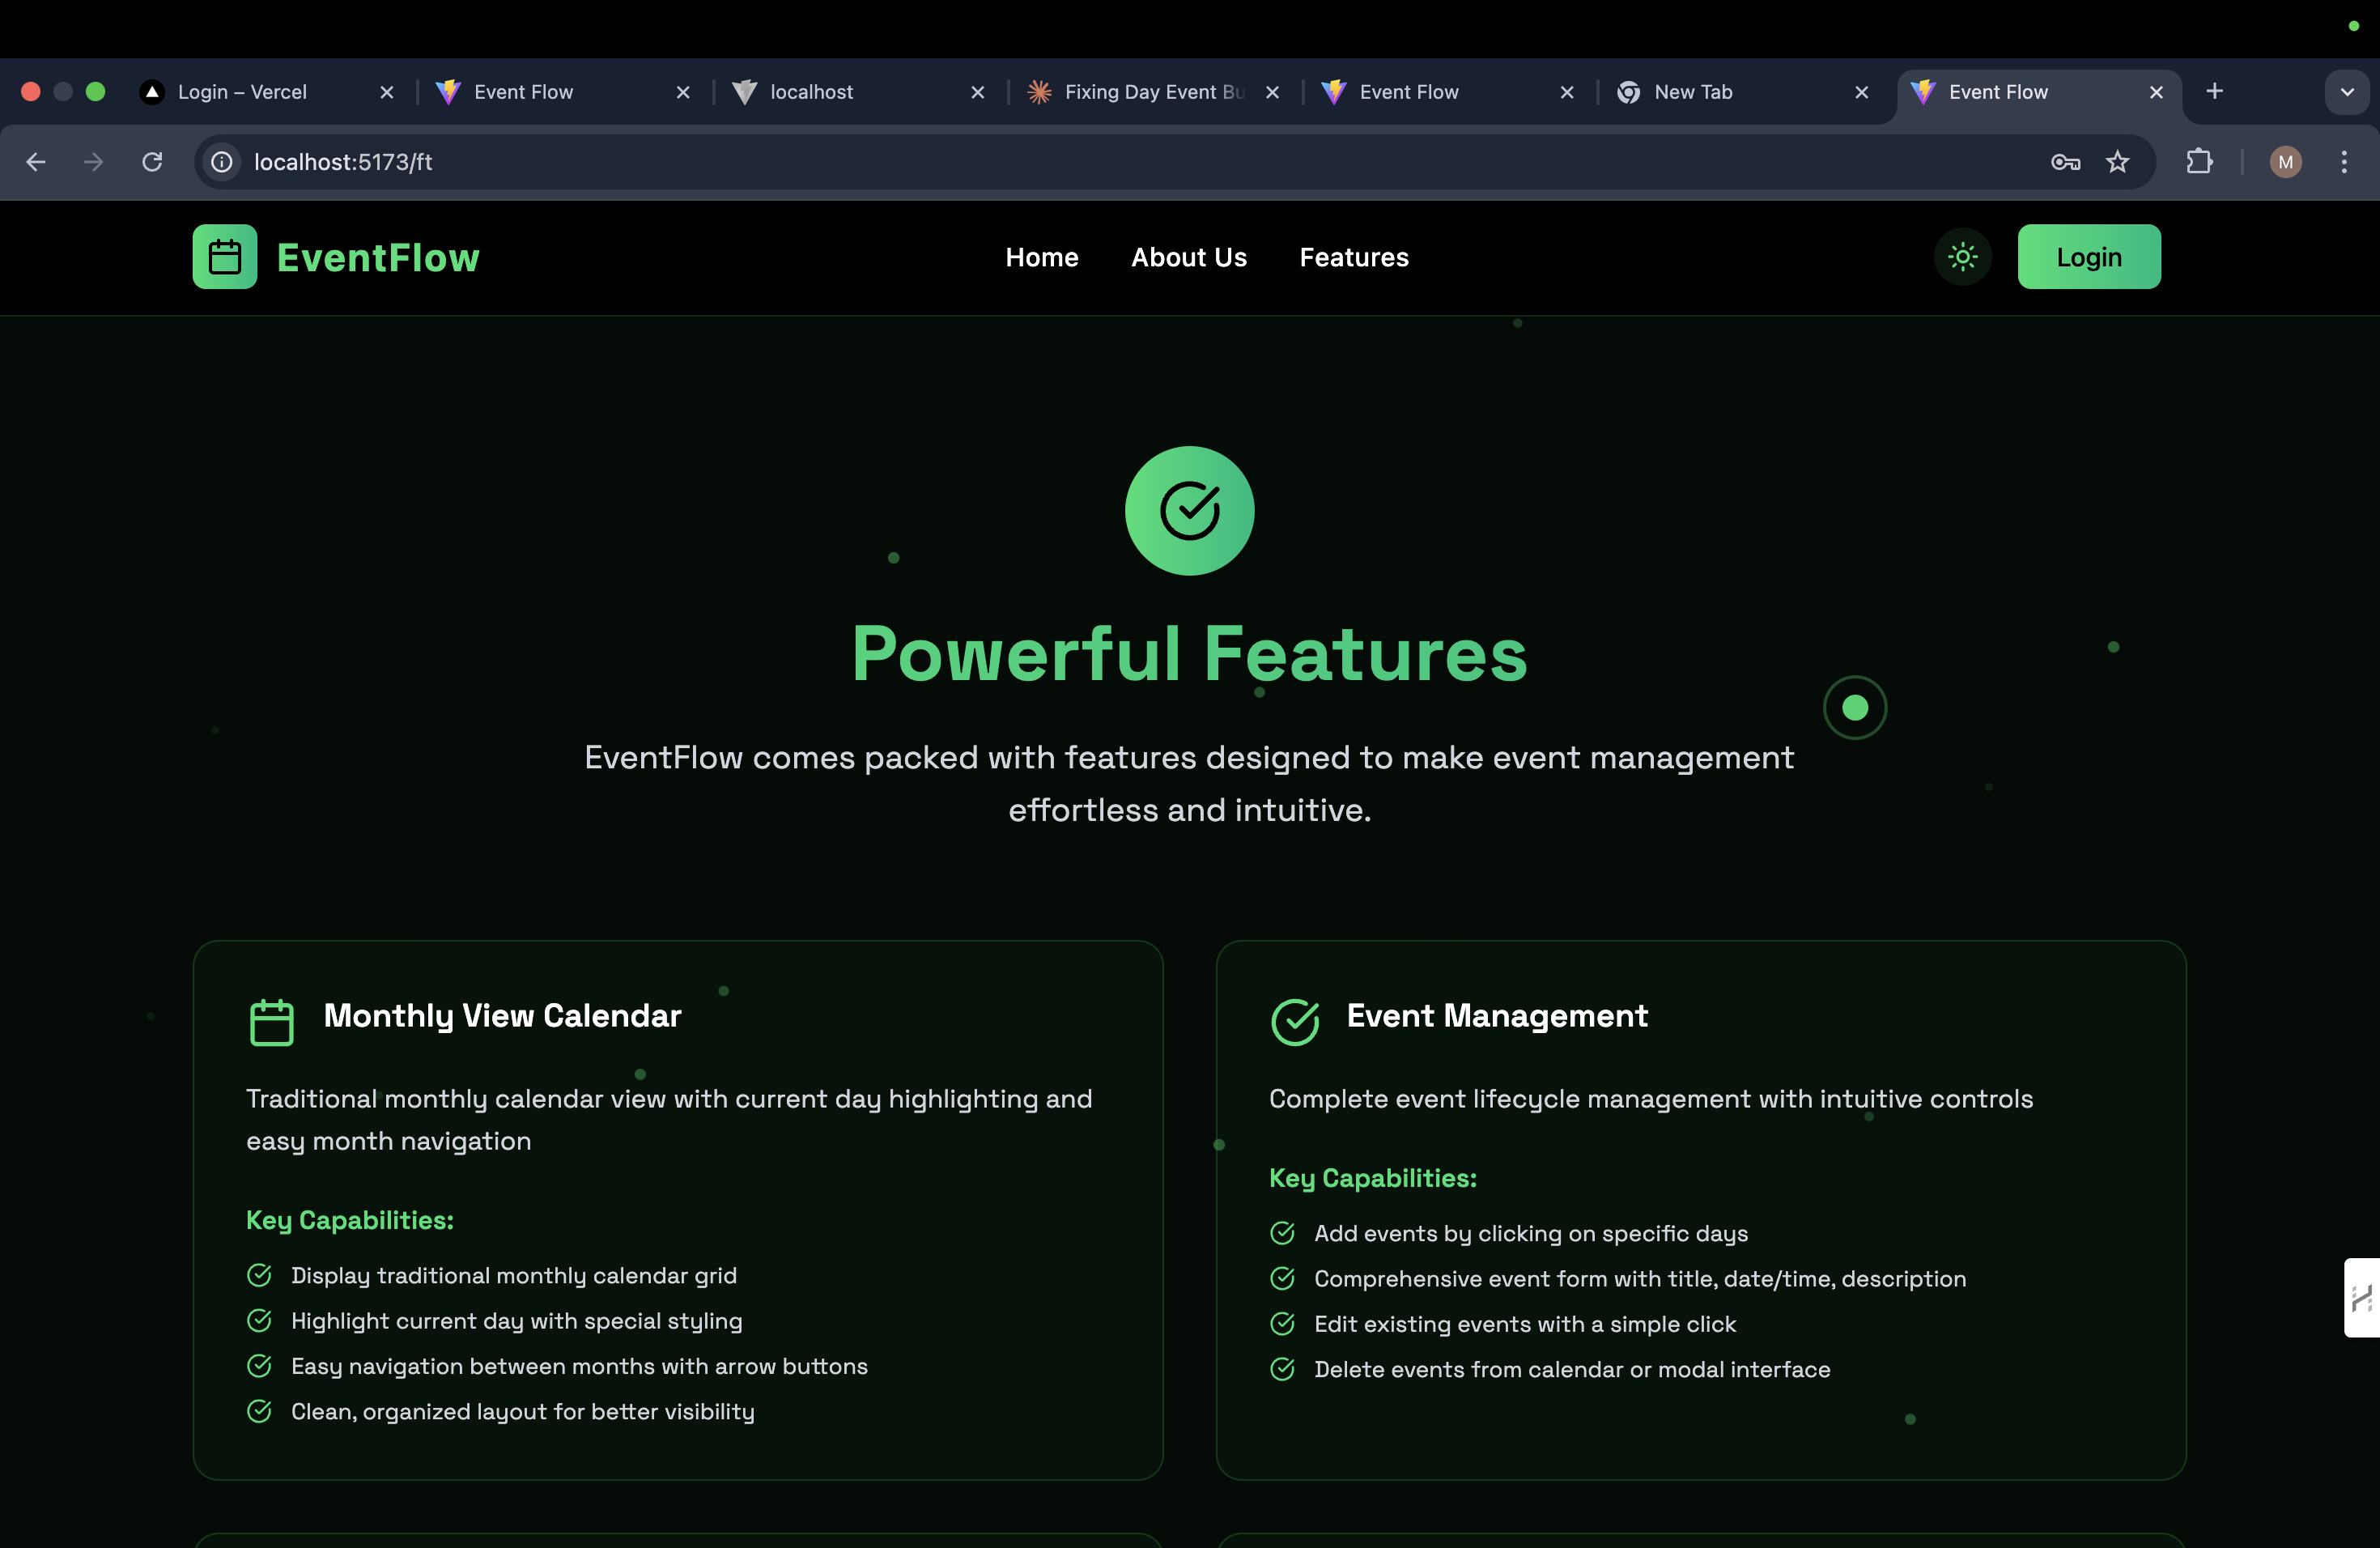 Login – Vercel
Event Flow
localhost
Fixing Day Event Bu
Event Flow
New Tab
Event Flow
localhost:5173/ft
M
EventFlow
Home
About Us
Features
Login
Powerful Features
EventFlow comes packed with features designed to make event management
effortless and intuitive.
Monthly View Calendar
Traditional monthly calendar view with current day highlighting and
easy month navigation
Key Capabilities:
Display traditional monthly calendar grid
Highlight current day with special styling
Easy navigation between months with arrow buttons
Clean, organized layout for better visibility
Event Management
Complete event lifecycle management with intuitive controls
Key Capabilities:
Add events by clicking on specific days
Comprehensive event form with title, date/time, description
Edit existing events with a simple click
Delete events from calendar or modal interface